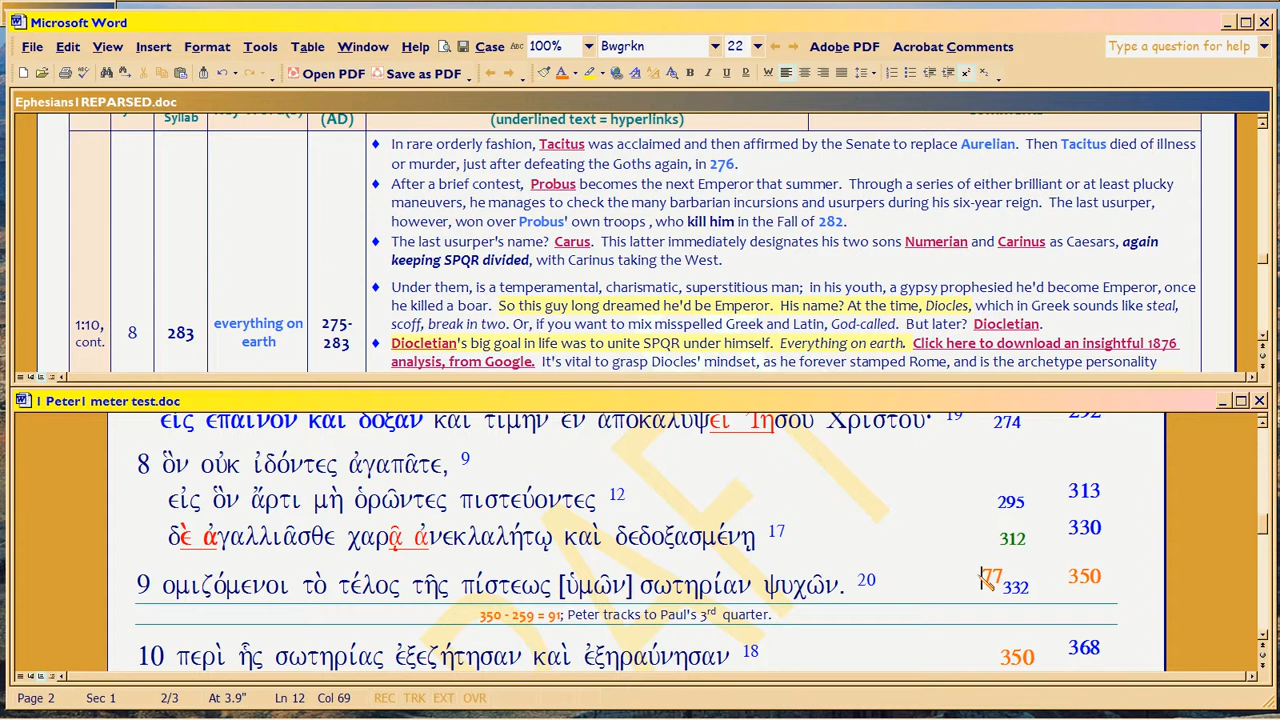 Microsoft Word
File Edit View Insert Format Tools Table Window Help Case 100% Bwgrkn 22 Adobe PDF Acrobat Comments Type a question for help
Open PDF Save as PDF
Ephesians1REPARSED.doc
Syllab (AD) (underlined text = hyperlinks)
In rare orderly fashion, Tacitus was acclaimed and then affirmed by the Senate to replace Aurelian. Then Tacitus died of illness
or murder, just after defeating the Goths again, in 276.
After a brief contest, Probus becomes the next Emperor that summer. Through a series of either brilliant or at least plucky
maneuvers, he manages to check the many barbarian incursions and usurpers during his six-year reign. The last usurper,
however, won over Probus' own troops , who kill him in the Fall of 282.
The last usurper's name? Carus. This latter immediately designates his two sons Numerian and Carinus as Caesars, again
keeping SPQR divided, with Carinus taking the West.
Under them, is a temperamental, charismatic, superstitious man; in his youth, a gypsy prophesied he'd become Emperor, once
he killed a boar. So this guy long dreamed he'd be Emperor. His name? At the time, Diocles, which in Greek sounds like steal,
scoff, break in two. Or, if you want to mix misspelled Greek and Latin, God-called. But later? Diocletian.
1:10, cont. 8 283 everything on earth 275-283
Diocletian's big goal in life was to unite SPQR under himself. Everything on earth. Click here to download an insightful 1876
analysis, from Google. It's vital to grasp Diocles' mindset, as he forever stamped Rome, and is the archetype personality
1 Peter1 meter test.doc
εἰς ἔπαινον καὶ δόξαν καὶ τιμὴν ἐν ἀποκαλύψει Ἰησοῦ Χριστοῦ· 19 274 292
8 ὃν οὐκ ἰδόντες ἀγαπᾶτε, 9
εἰς ὃν ἄρτι μὴ ὁρῶντες πιστεύοντες 12 295 313
δὲ ἀγαλλιᾶσθε χαρᾷ ἀνεκλαλήτῳ καὶ δεδοξασμένῃ 17 312 330
9 ομιζόμενοι τὸ τέλος τῆς πίστεως [ὑμῶν] σωτηρίαν ψυχῶν. 20 77 332 350
350 - 259 = 91; Peter tracks to Paul's 3rd quarter.
10 περὶ ἧς σωτηρίας ἐξεζήτησαν καὶ ἐξηραύνησαν 18 350 368
DRAFT
Page 2 Sec 1 2/3 At 3.9" Ln 12 Col 69 REC TRK EXT OVR